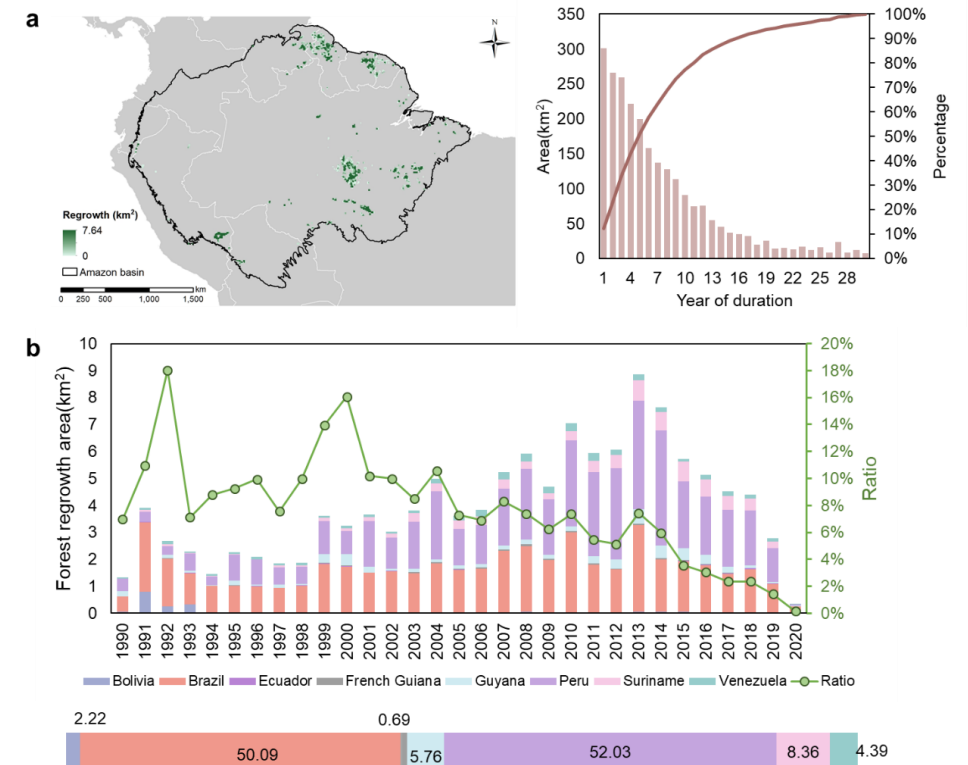 a
N
Regrowth (km²)
7.64
0
Amazon basin
km
0 250 500 1,000 1,500
350
300
250
200
150
100
50
0
Area(km²)
100%
90%
80%
70%
60%
50%
40%
30%
20%
10%
0%
Percentage
1 4 7 10 13 16 19 22 25 28
Year of duration
b
10
9
8
7
6
5
4
3
2
1
0
Forest regrowth area(km²)
20%
18%
16%
14%
12%
10%
8%
6%
4%
2%
0%
Ratio
1990 1991 1992 1993 1994 1995 1996 1997 1998 1999 2000 2001 2002 2003 2004 2005 2006 2007 2008 2009 2010 2011 2012 2013 2014 2015 2016 2017 2018 2019 2020
Bolivia Brazil Ecuador French Guiana Guyana Peru Suriname Venezuela Ratio
2.22 0.69
50.09 5.76 52.03 8.36 4.39